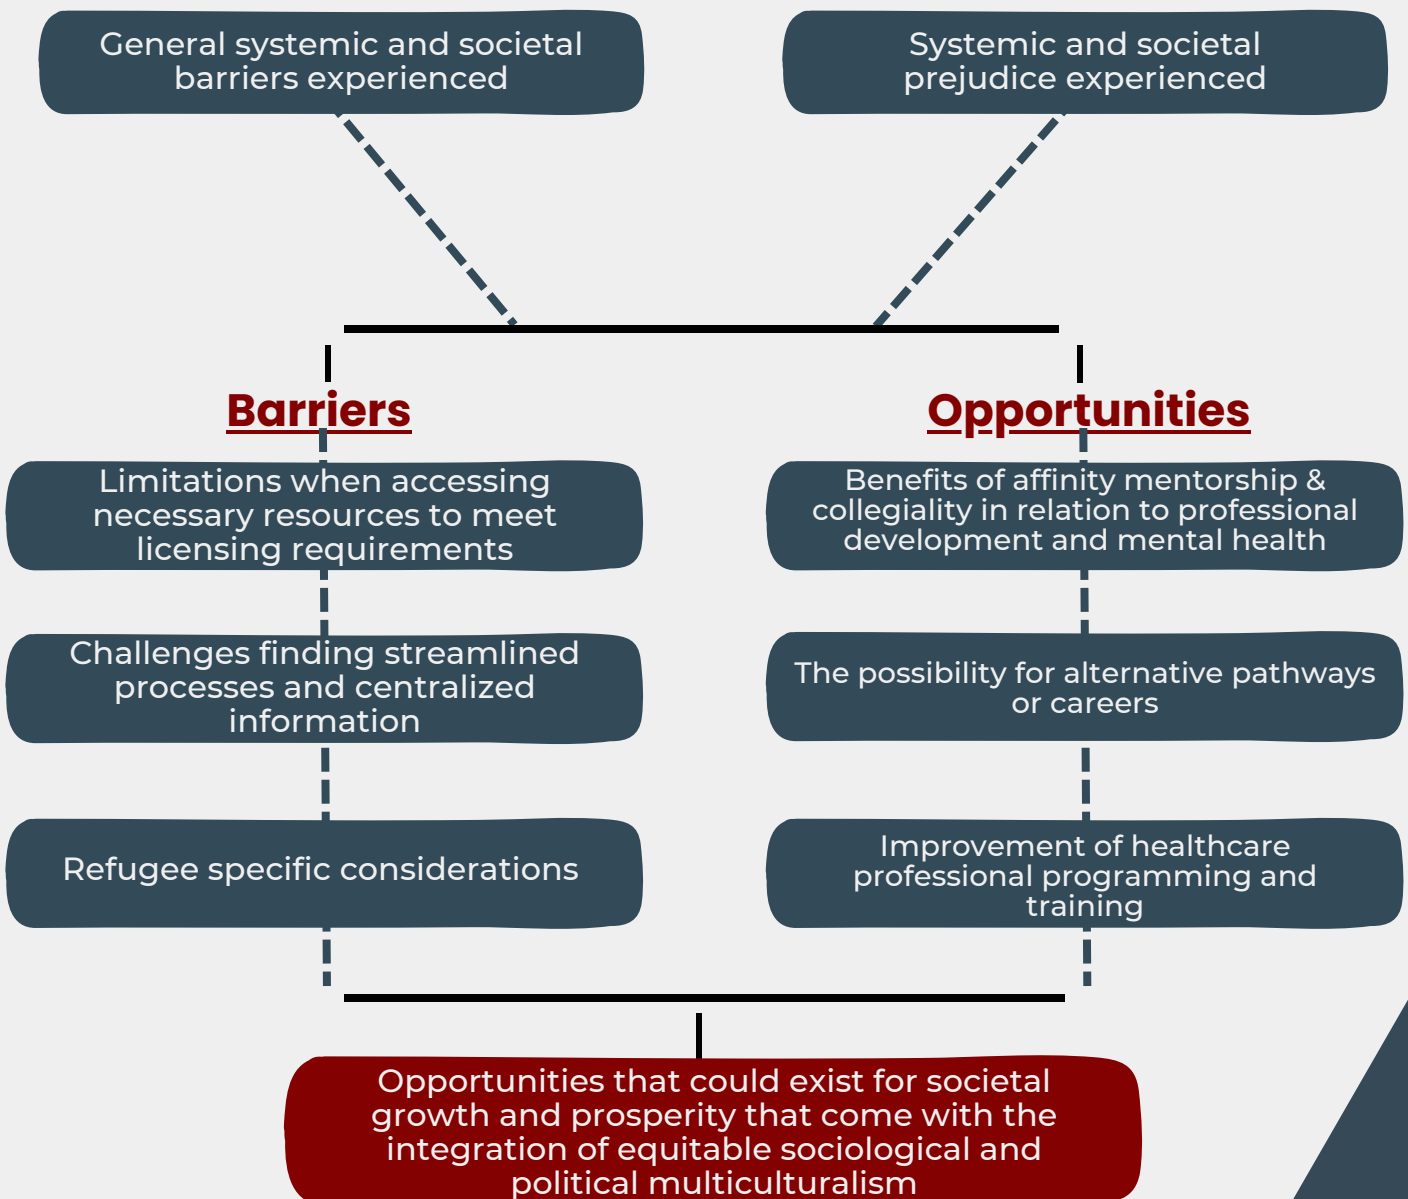 General systemic and societal
barriers experienced
Systemic and societal
prejudice experienced
Barriers
Limitations when accessing
necessary resources to meet
licensing requirements
Challenges finding streamlined
processes and centralized
information
Refugee specific considerations
Opportunities
Benefits of affinity mentorship &
collegiality in relation to professional
development and mental health
The possibility for alternative pathways
or careers
Improvement of healthcare
professional programming and
training
Opportunities that could exist for societal
growth and prosperity that come with the
integration of equitable sociological and
political multiculturalism